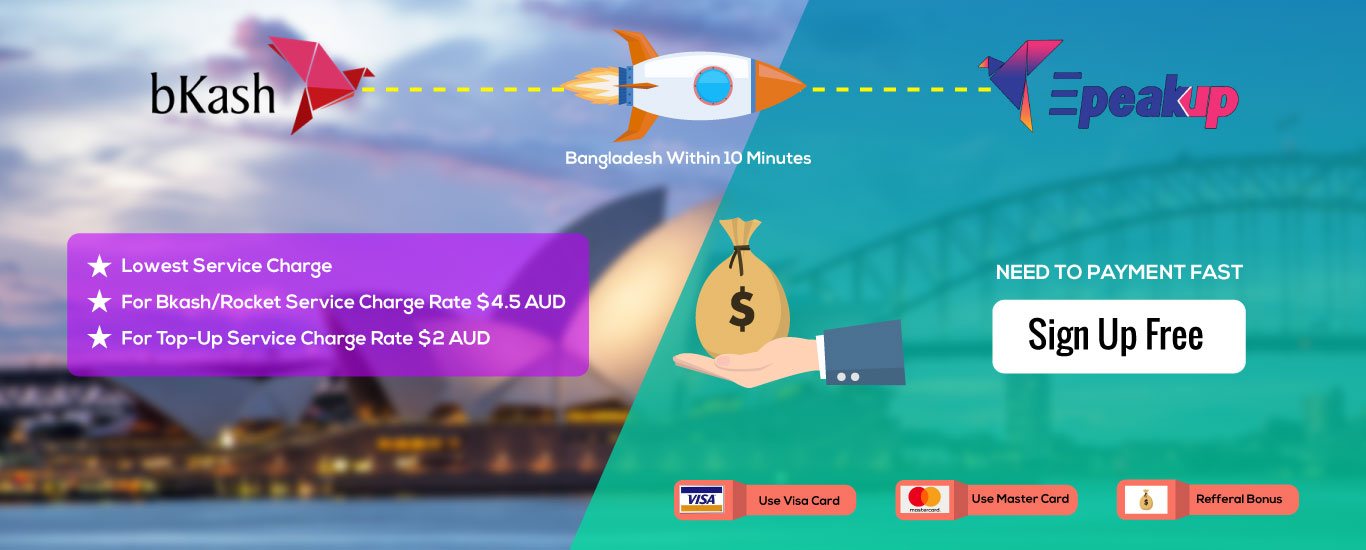 bKash
Epeakup
Bangladesh Within 10 Minutes
Lowest Service Charge
For Bkash/Rocket Service Charge Rate $4.5 AUD
For Top-Up Service Charge Rate $2 AUD
$
NEED TO PAYMENT FAST
Sign Up Free
VISA
Use Visa Card
mastercard
Use Master Card
$
Refferal Bonus